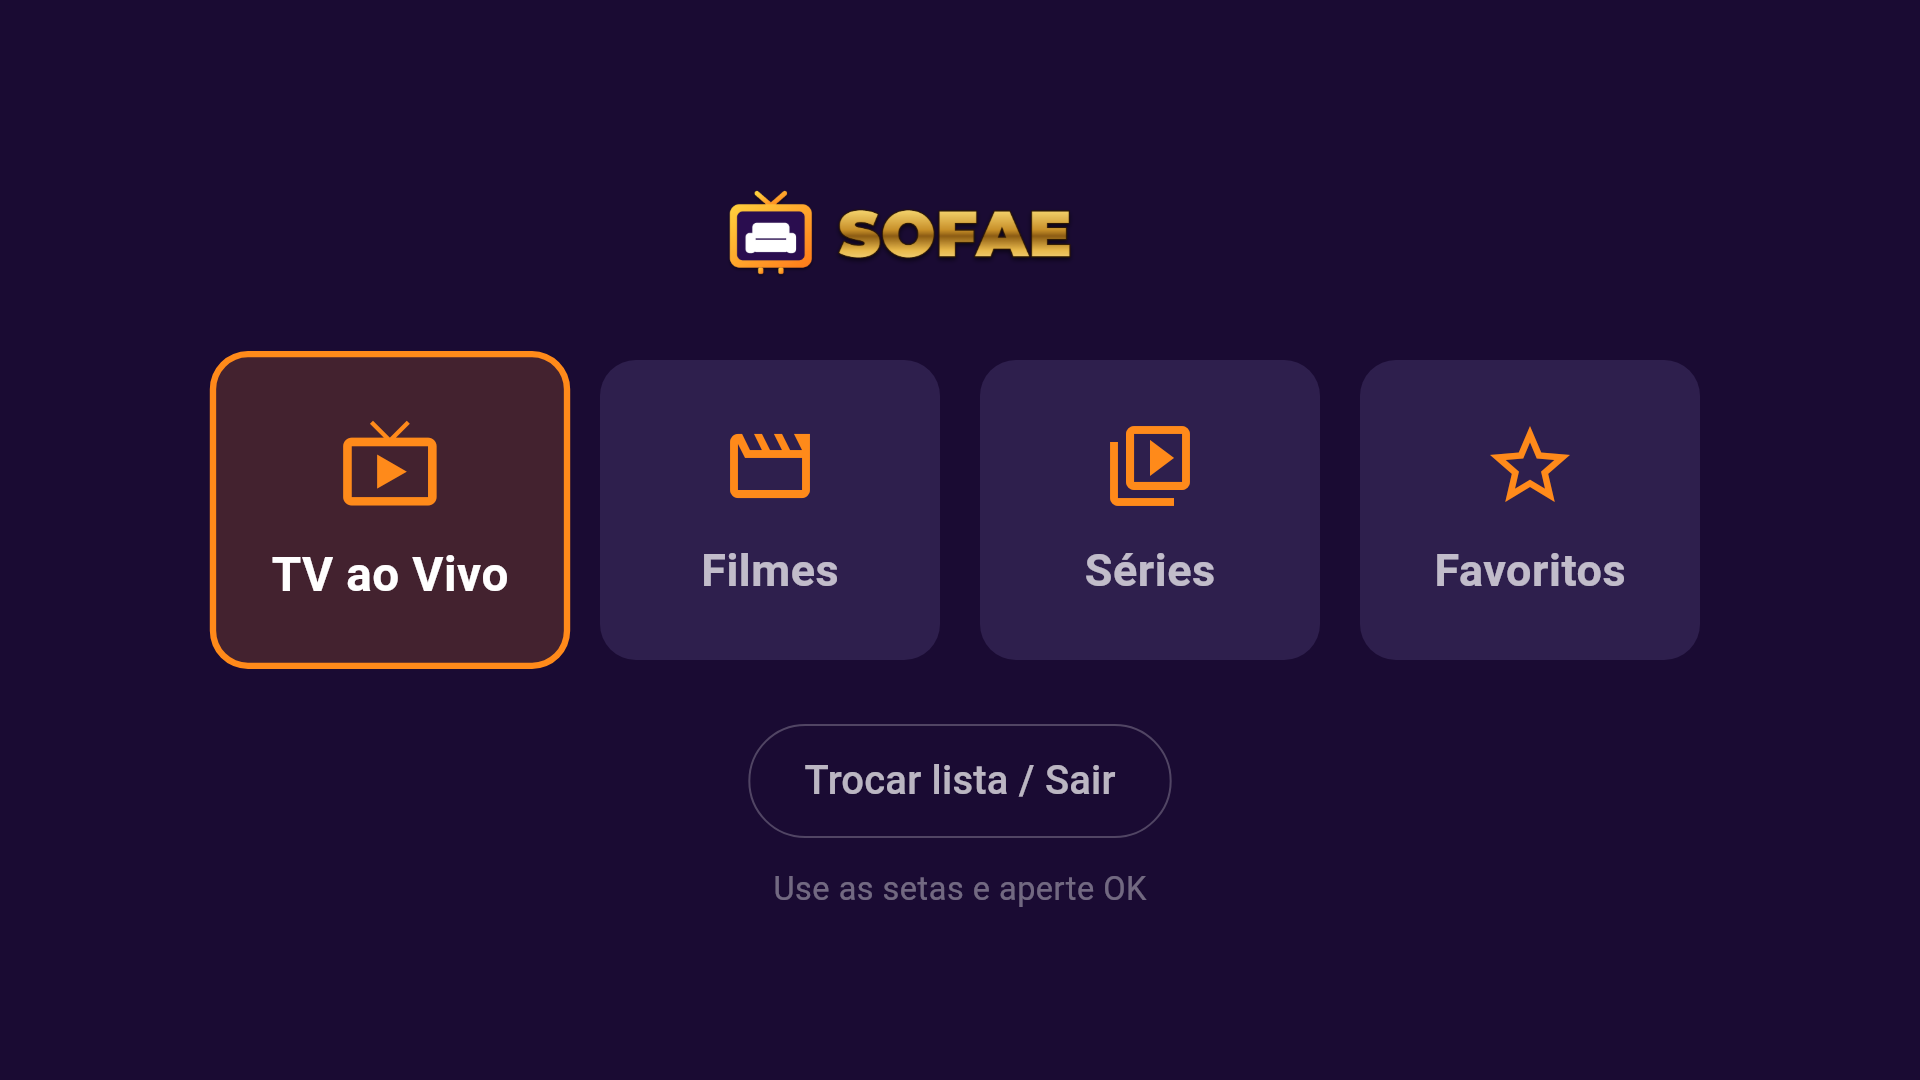 SOFAE
TV ao Vivo
Filmes
Séries
Favoritos
Trocar lista / Sair
Use as setas e aperte OK